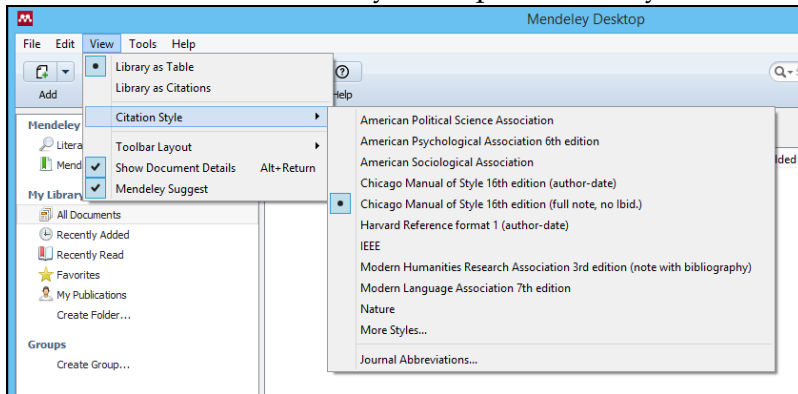 Mendeley Desktop
File Edit View Tools Help
Library as Table
Library as Citations
Citation Style
Toolbar Layout
Show Document Details Alt+Return
Mendeley Suggest
Add
Help
Mendeley
Litera
Mend
My Library
All Documents
Recently Added
Recently Read
Favorites
My Publications
Create Folder...
Groups
Create Group...
American Political Science Association
American Psychological Association 6th edition
American Sociological Association
Chicago Manual of Style 16th edition (author-date)
Chicago Manual of Style 16th edition (full note, no Ibid.)
Harvard Reference format 1 (author-date)
IEEE
Modern Humanities Research Association 3rd edition (note with bibliography)
Modern Language Association 7th edition
Nature
More Styles...
Journal Abbreviations...
dded